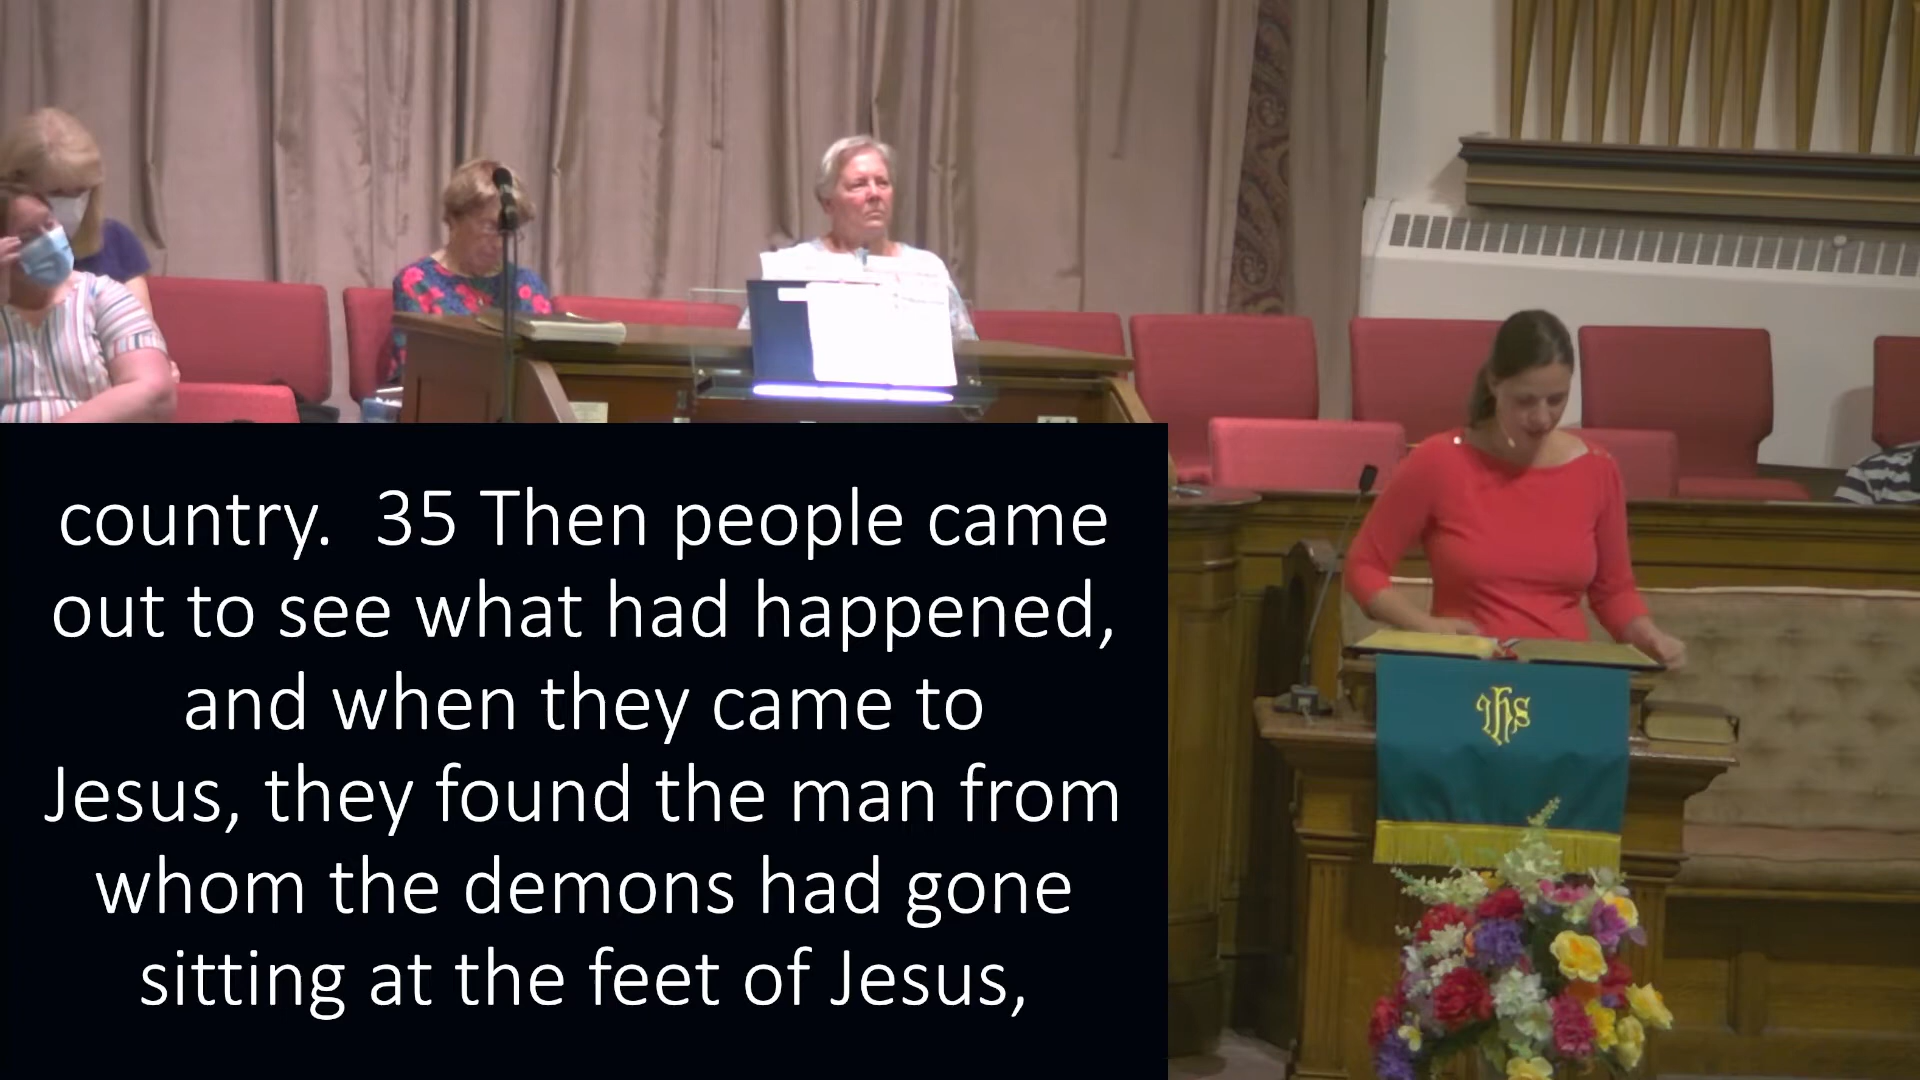 country.  35 Then people came
out to see what had happened,
and when they came to
Jesus, they found the man from
whom the demons had gone
sitting at the feet of Jesus,
IHS